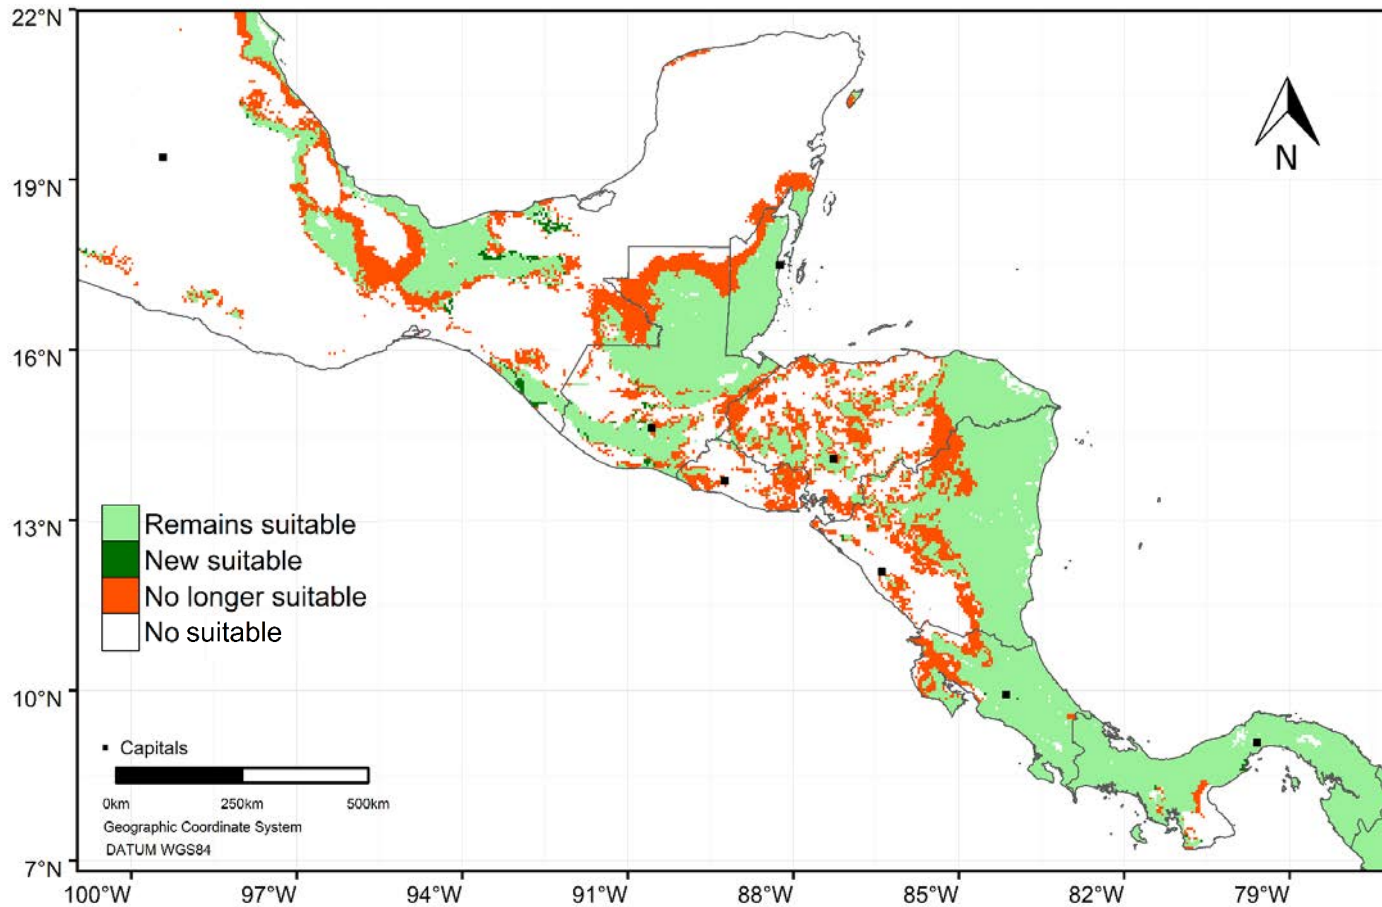 22°N
19°N
16°N
13°N
10°N
7°N
N
Remains suitable
New suitable
No longer suitable
No suitable
Capitals
0km 250km 500km
Geographic Coordinate System
DATUM WGS84
100°W 97°W 94°W 91°W 88°W 85°W 82°W 79°W